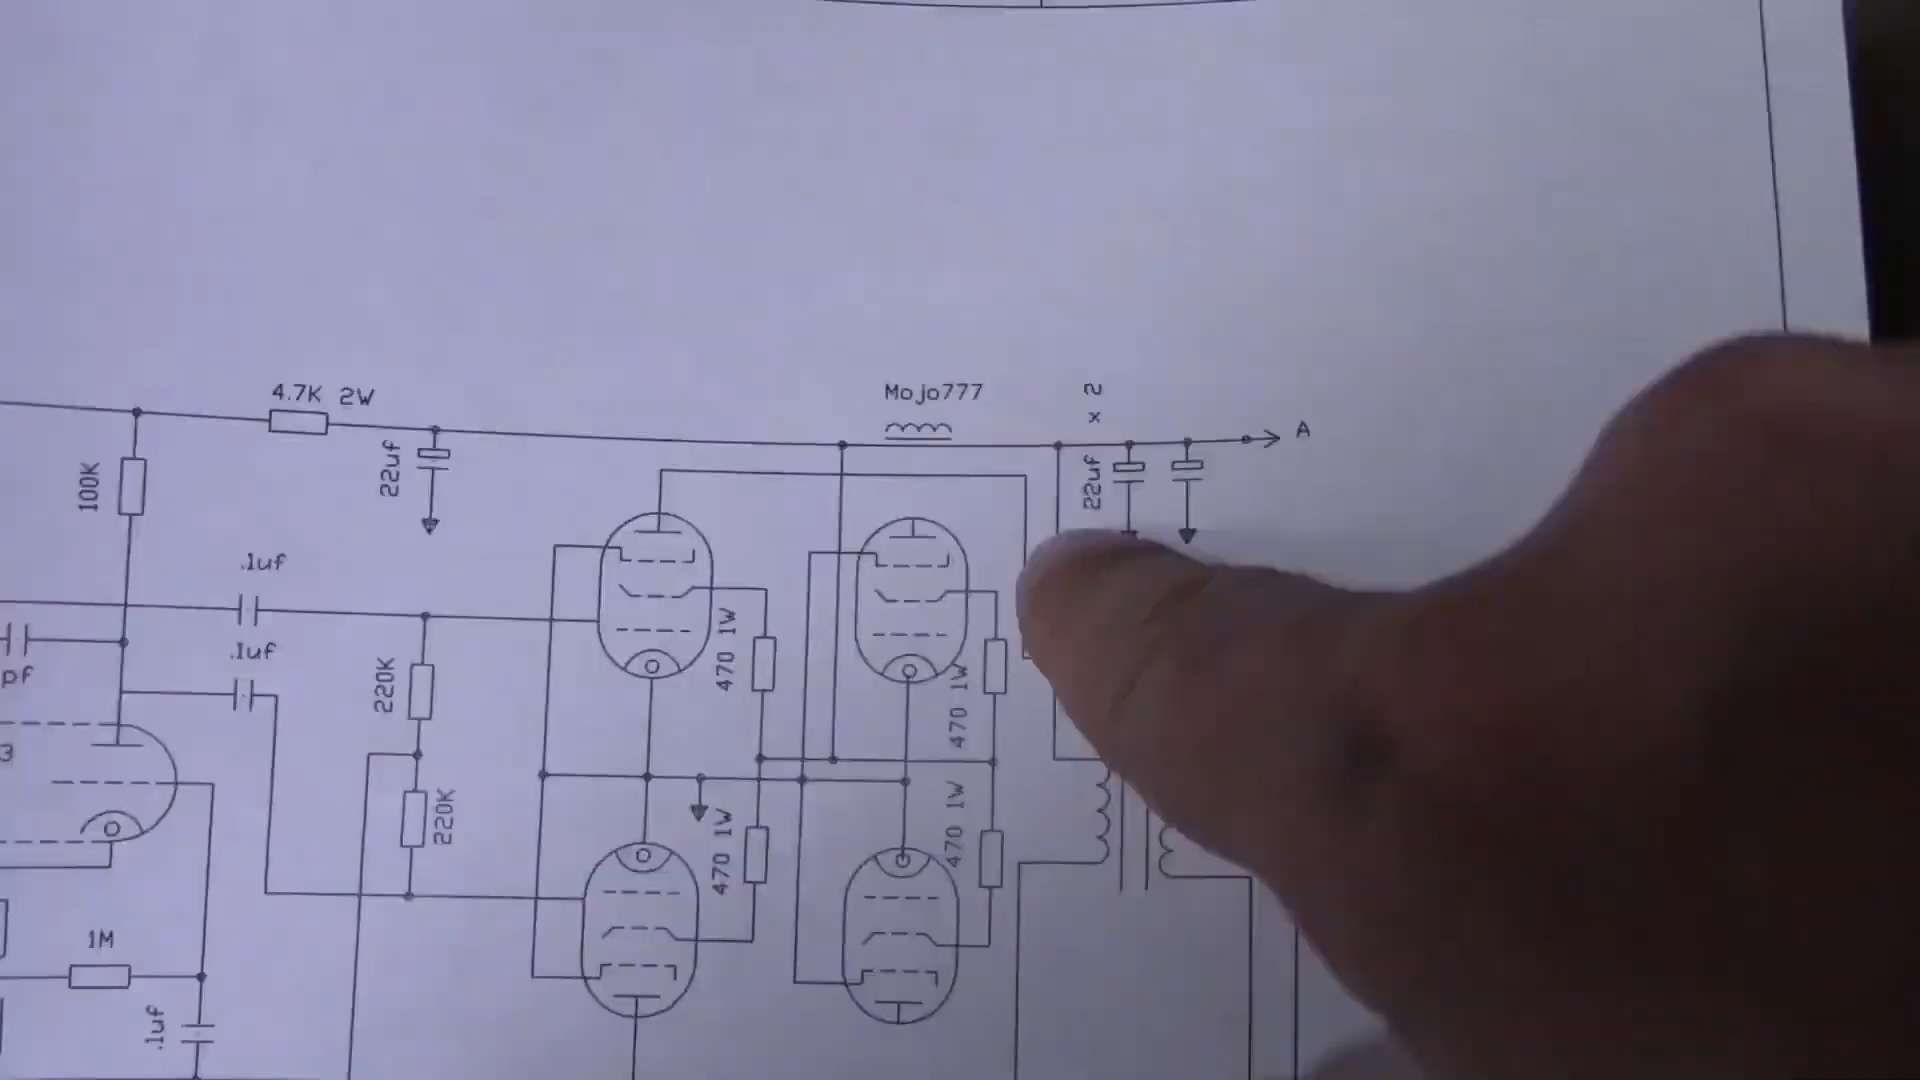 4.7K 2W
Mojo777
x 2
A
100K
22uf
22uf
.1uf
.1uf
pf
220K
470 1W
470 1W
3
220K
470 1W
470 1W
1M
.1uf